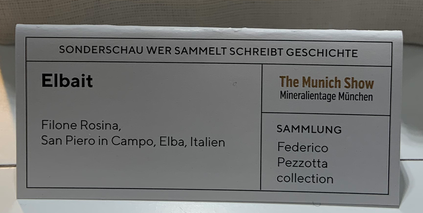 SONDERSCHAU WER SAMMELT SCHREIBT GESCHICHTE
Elbait
Filone Rosina,
San Piero in Campo, Elba, Italien
The Munich Show
Mineralientage München
SAMMLUNG
Federico
Pezzotta
collection